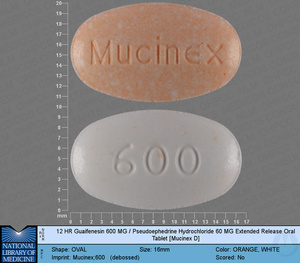 Mucinex
600
12 HR Guaifenesin 600 MG / Pseudoephedrine Hydrochloride 60 MG Extended Release Oral
Tablet [Mucinex D]
Shape: OVAL Size: 16mm Color: ORANGE, WHITE
Imprint: Mucinex;600 (debossed) Scored: No
NATIONAL
LIBRARY OF
MEDICINE